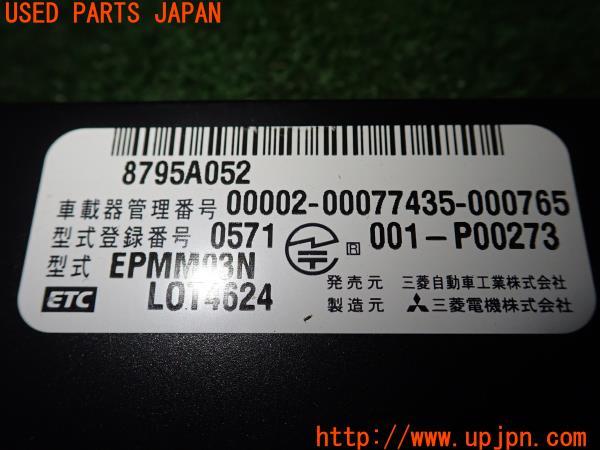 USED PARTS JAPAN
8795A052
車載器管理番号 00002-00077435-000765
型式登録番号 0571 R 001-P00273
型式 EPMM03N
発売元 三菱自動車工業株式会社
ETC LOT4624 製造元 三菱電機株式会社
U.P.J
http:// www.upjpn.com